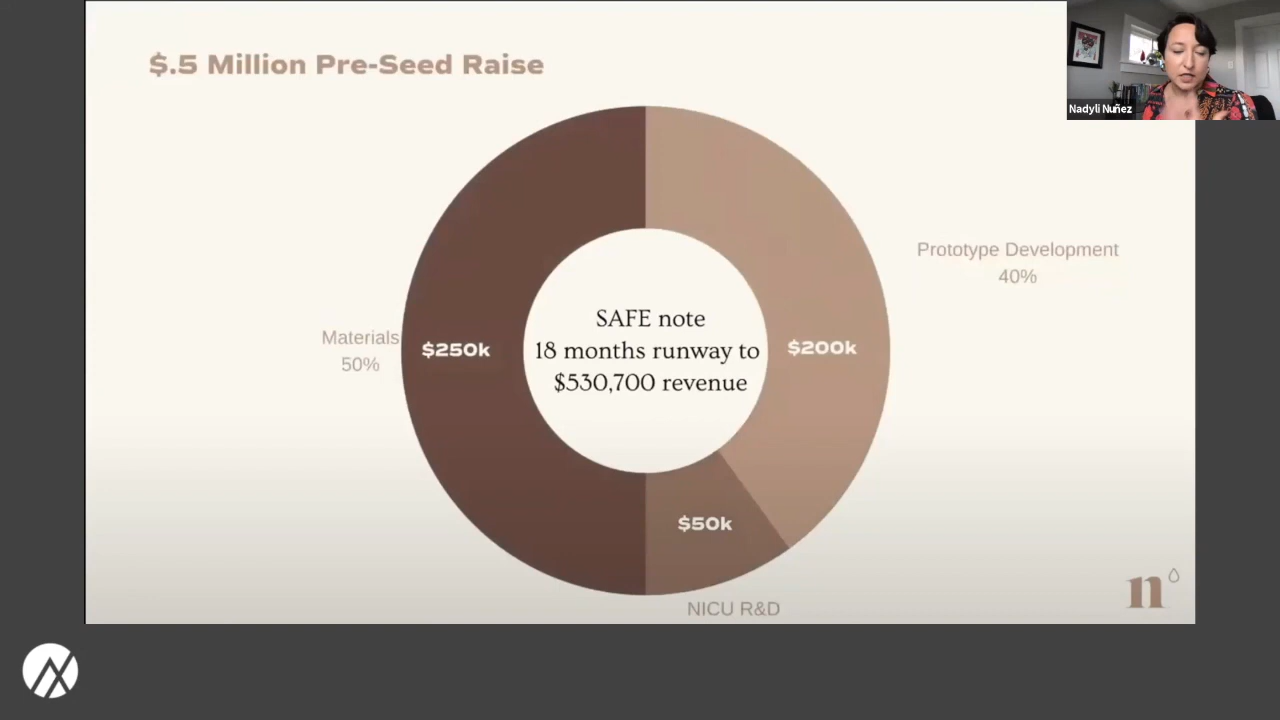 $.5 Million Pre-Seed Raise
Nadyli Nuñez
Prototype Development
40%
SAFE note
18 months runway to
$530,700 revenue
Materials
50%
$250k
$200k
$50k
NICU R&D
n